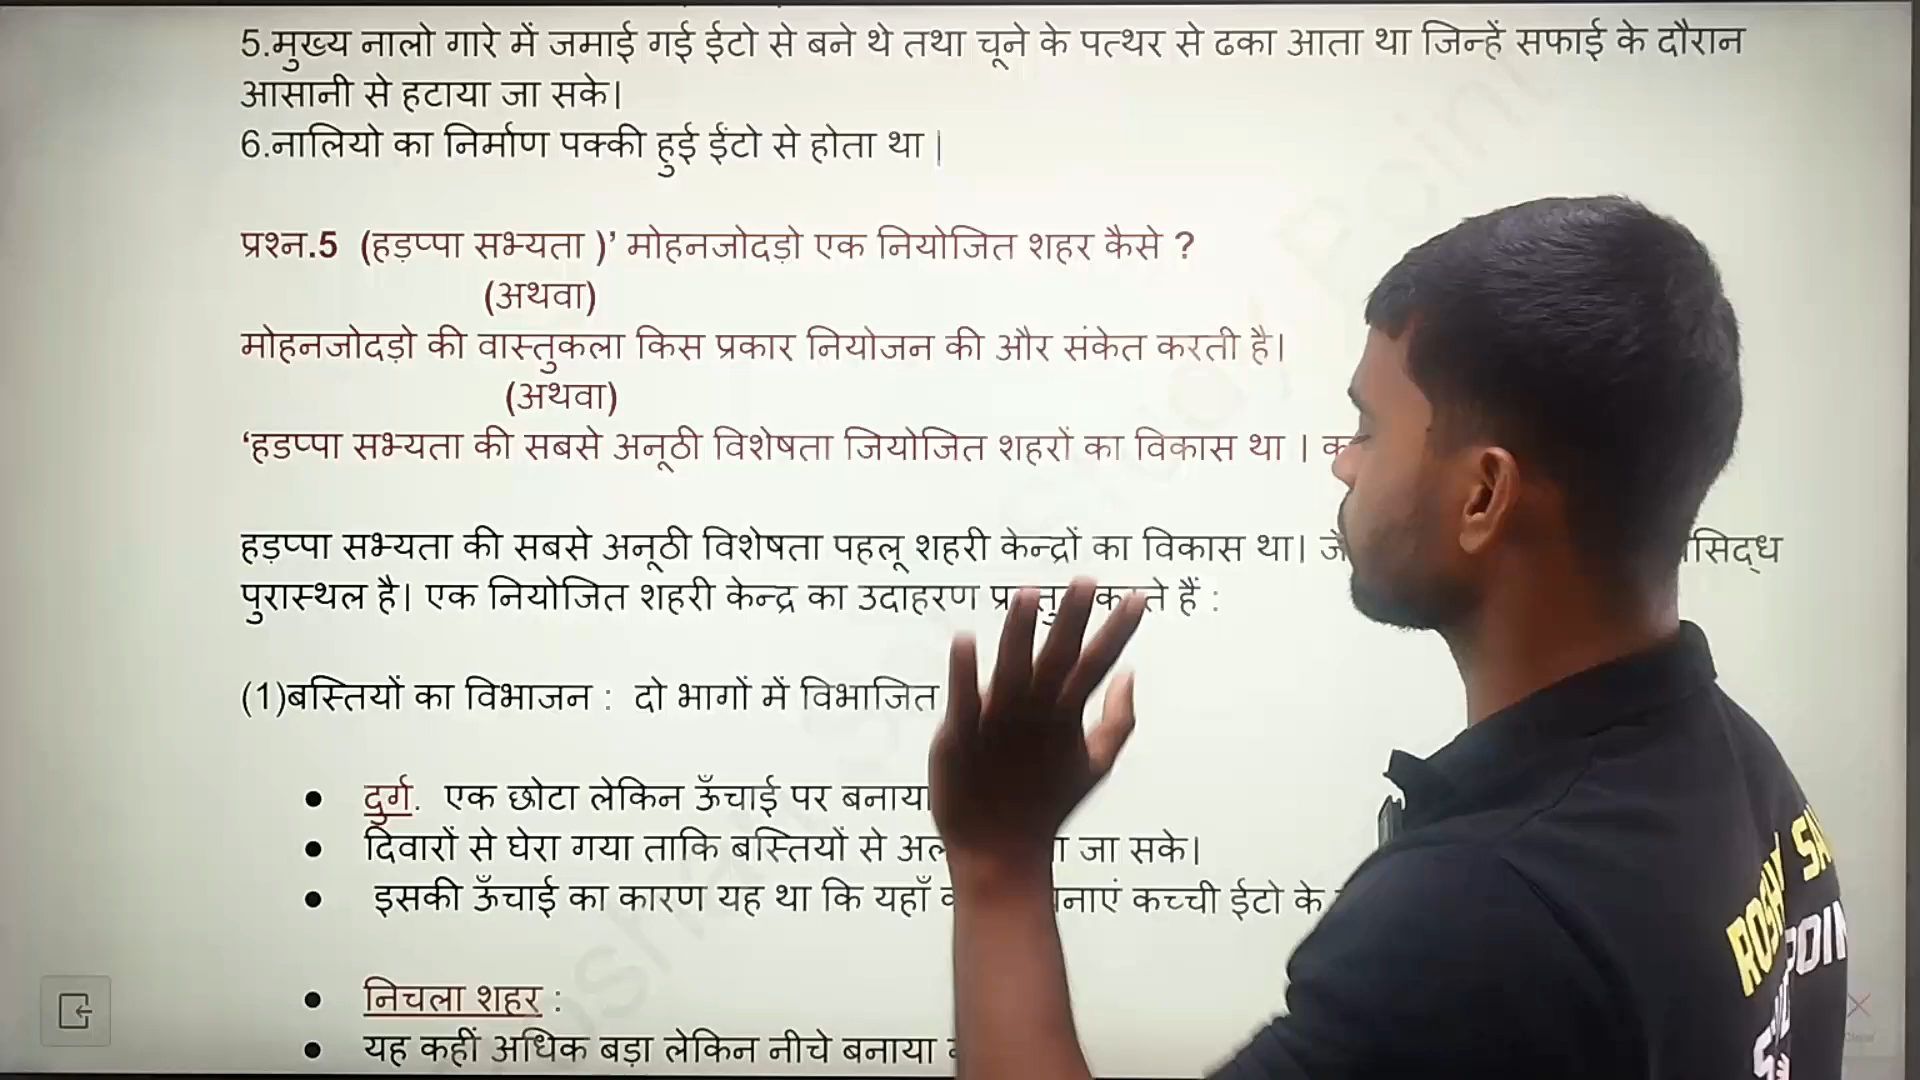 5.मुख्य नालो गारे में जमाई गई ईटो से बने थे तथा चूने के पत्थर से ढका आता था जिन्हें सफाई के दौरान
आसानी से हटाया जा सके।
6.नालियो का निर्माण पक्की हुई ईंटो से होता था |
प्रश्न.5 (हड़प्पा सभ्यता )’ मोहनजोदड़ो एक नियोजित शहर कैसे ?
(अथवा)
मोहनजोदड़ो की वास्तुकला किस प्रकार नियोजन की और संकेत करती है।
(अथवा)
‘हडप्पा सभ्यता की सबसे अनूठी विशेषता जियोजित शहरों का विकास था |
हड़प्पा सभ्यता की सबसे अनूठी विशेषता पहलू शहरी केन्द्रों का विकास था।
पुरास्थल है। एक नियोजित शहरी केन्द्र का उदाहरण हैं :
(1)बस्तियों का विभाजन : दो भागों में विभाजित
● दुर्ग. एक छोटा लेकिन ऊँचाई पर बनाया
● दिवारों से घेरा गया ताकि बस्तियों से जा सके।
● इसकी ऊँचाई का कारण यह था कि यहाँ कच्ची ईटो के
● निचला शहर :
● यह कहीं अधिक बड़ा लेकिन नीचे बनाया